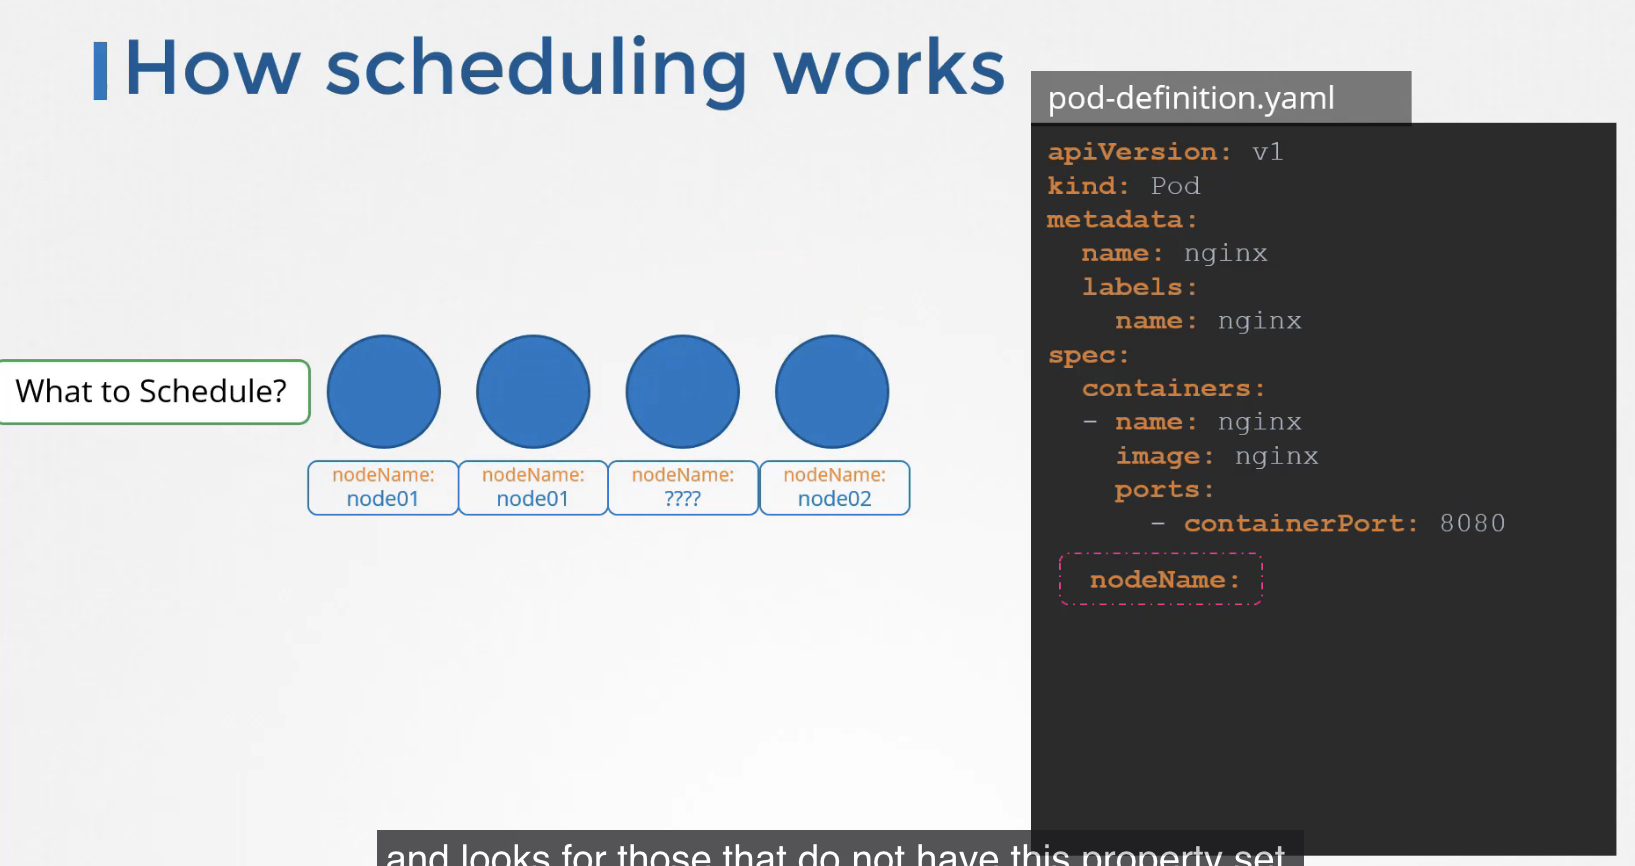 How scheduling works
pod-definition.yaml
apiVersion: v1
kind: Pod
metadata:
  name: nginx
  labels:
    name: nginx
spec:
  containers:
  - name: nginx
    image: nginx
    ports:
      - containerPort: 8080
  nodeName:
What to Schedule?
nodeName:
node01
nodeName:
node01
nodeName:
????
nodeName:
node02
and looks for those that do not have this property set